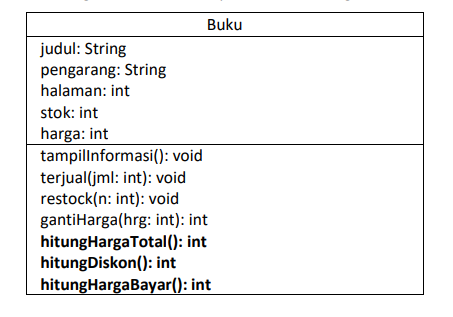 Buku
judul: String
pengarang: String
halaman: int
stok: int
harga: int
tampilInformasi(): void
terjual(jml: int): void
restock(n: int): void
gantiHarga(hrg: int): int
hitungHargaTotal(): int
hitungDiskon(): int
hitungHargaBayar(): int